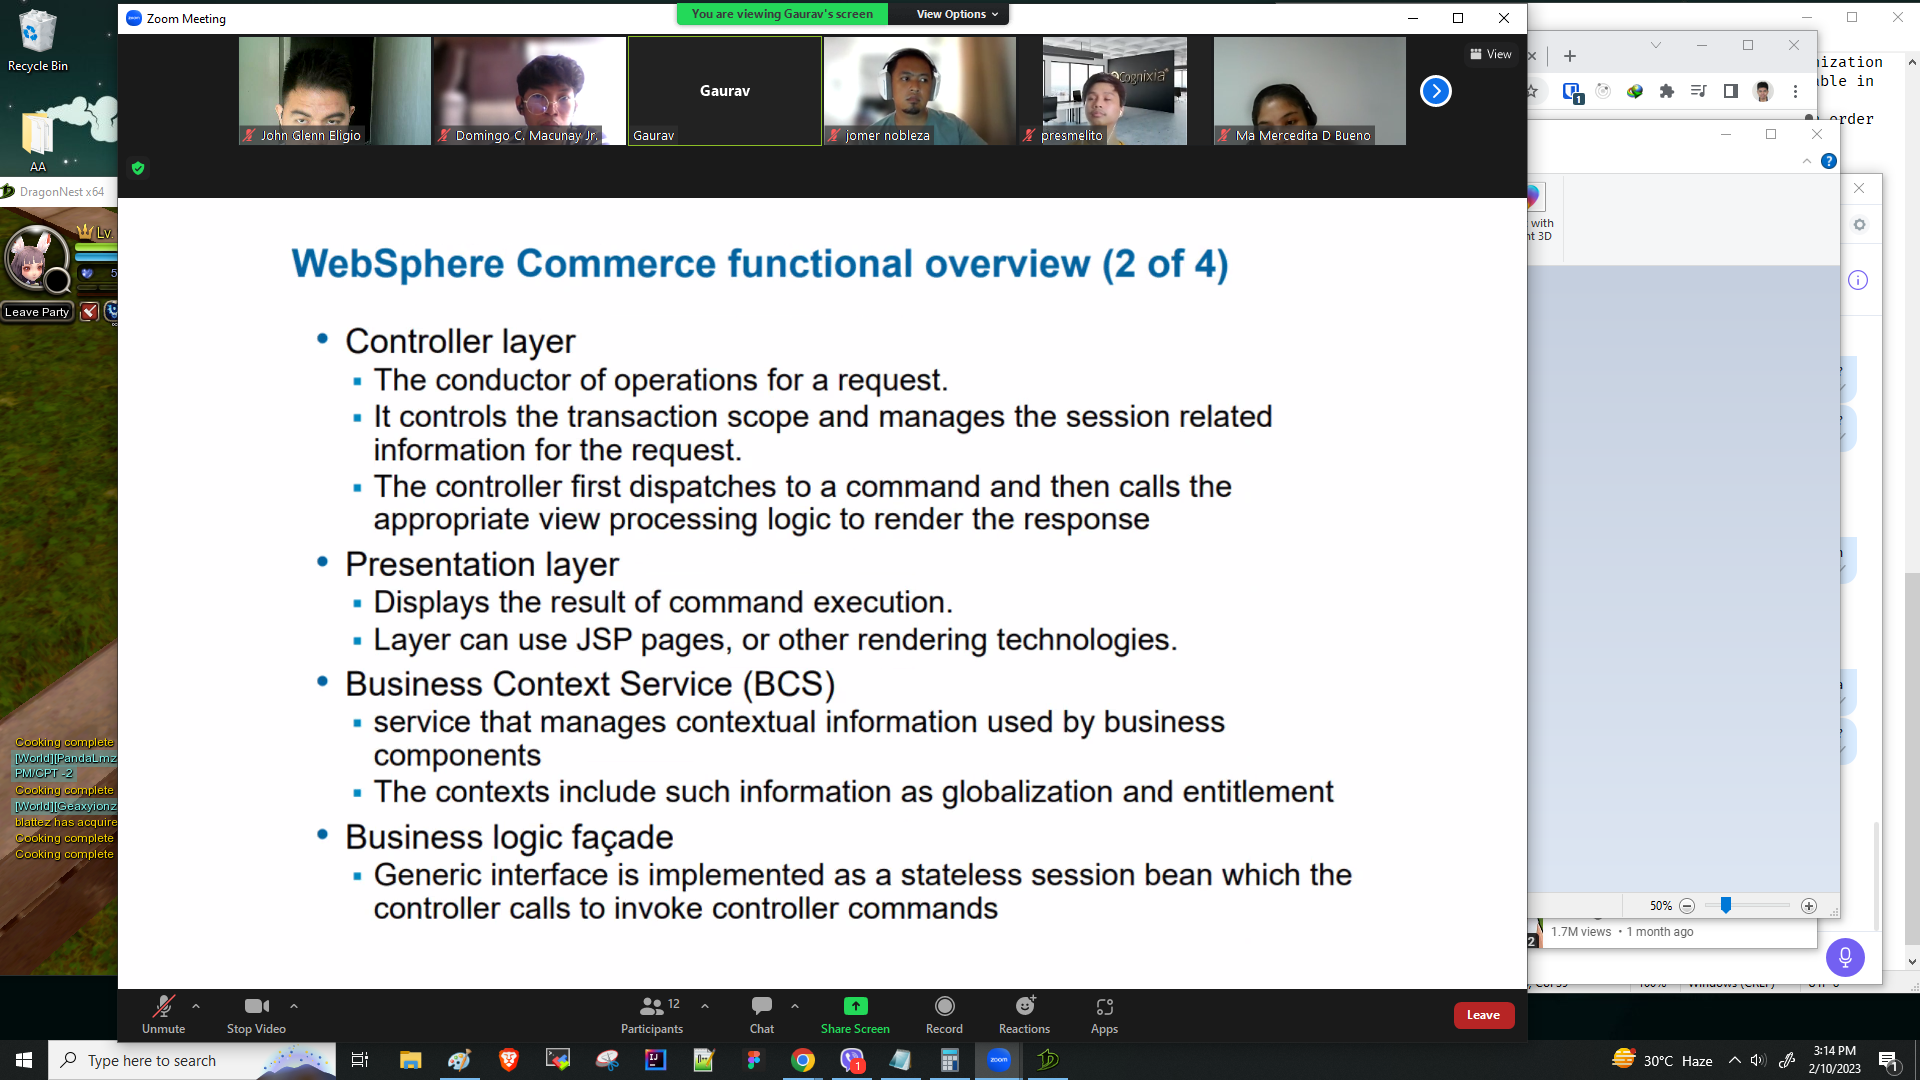 Recycle Bin
AA
DragonNest x64
Lv.
5
Leave Party
Cooking complete
[World][PandaLmz
PM/CPT -2
Cooking complete
[World][Geaxyionz
blattez has acquire
Cooking complete
Cooking complete
Zoom Meeting
You are viewing Gaurav's screen
View Options
View
John Glenn Eligio
Domingo C. Macunay Jr.
Gaurav
Gaurav
jomer nobleza
Cognixia
presmelito
Ma Mercedita D Bueno
WebSphere Commerce functional overview (2 of 4)
• Controller layer
▪ The conductor of operations for a request.
▪ It controls the transaction scope and manages the session related
information for the request.
▪ The controller first dispatches to a command and then calls the
appropriate view processing logic to render the response
• Presentation layer
▪ Displays the result of command execution.
▪ Layer can use JSP pages, or other rendering technologies.
• Business Context Service (BCS)
▪ service that manages contextual information used by business
components
▪ The contexts include such information as globalization and entitlement
• Business logic façade
▪ Generic interface is implemented as a stateless session bean which the
controller calls to invoke controller commands
Unmute
Stop Video
12
Participants
Chat
Share Screen
Record
Reactions
Apps
Leave
ization
ble in
order
1
with
nt 3D
50%
2
1.7M views • 1 month ago
Type here to search
zoom
1
30°C Haze
3:14 PM
2/10/2023
1